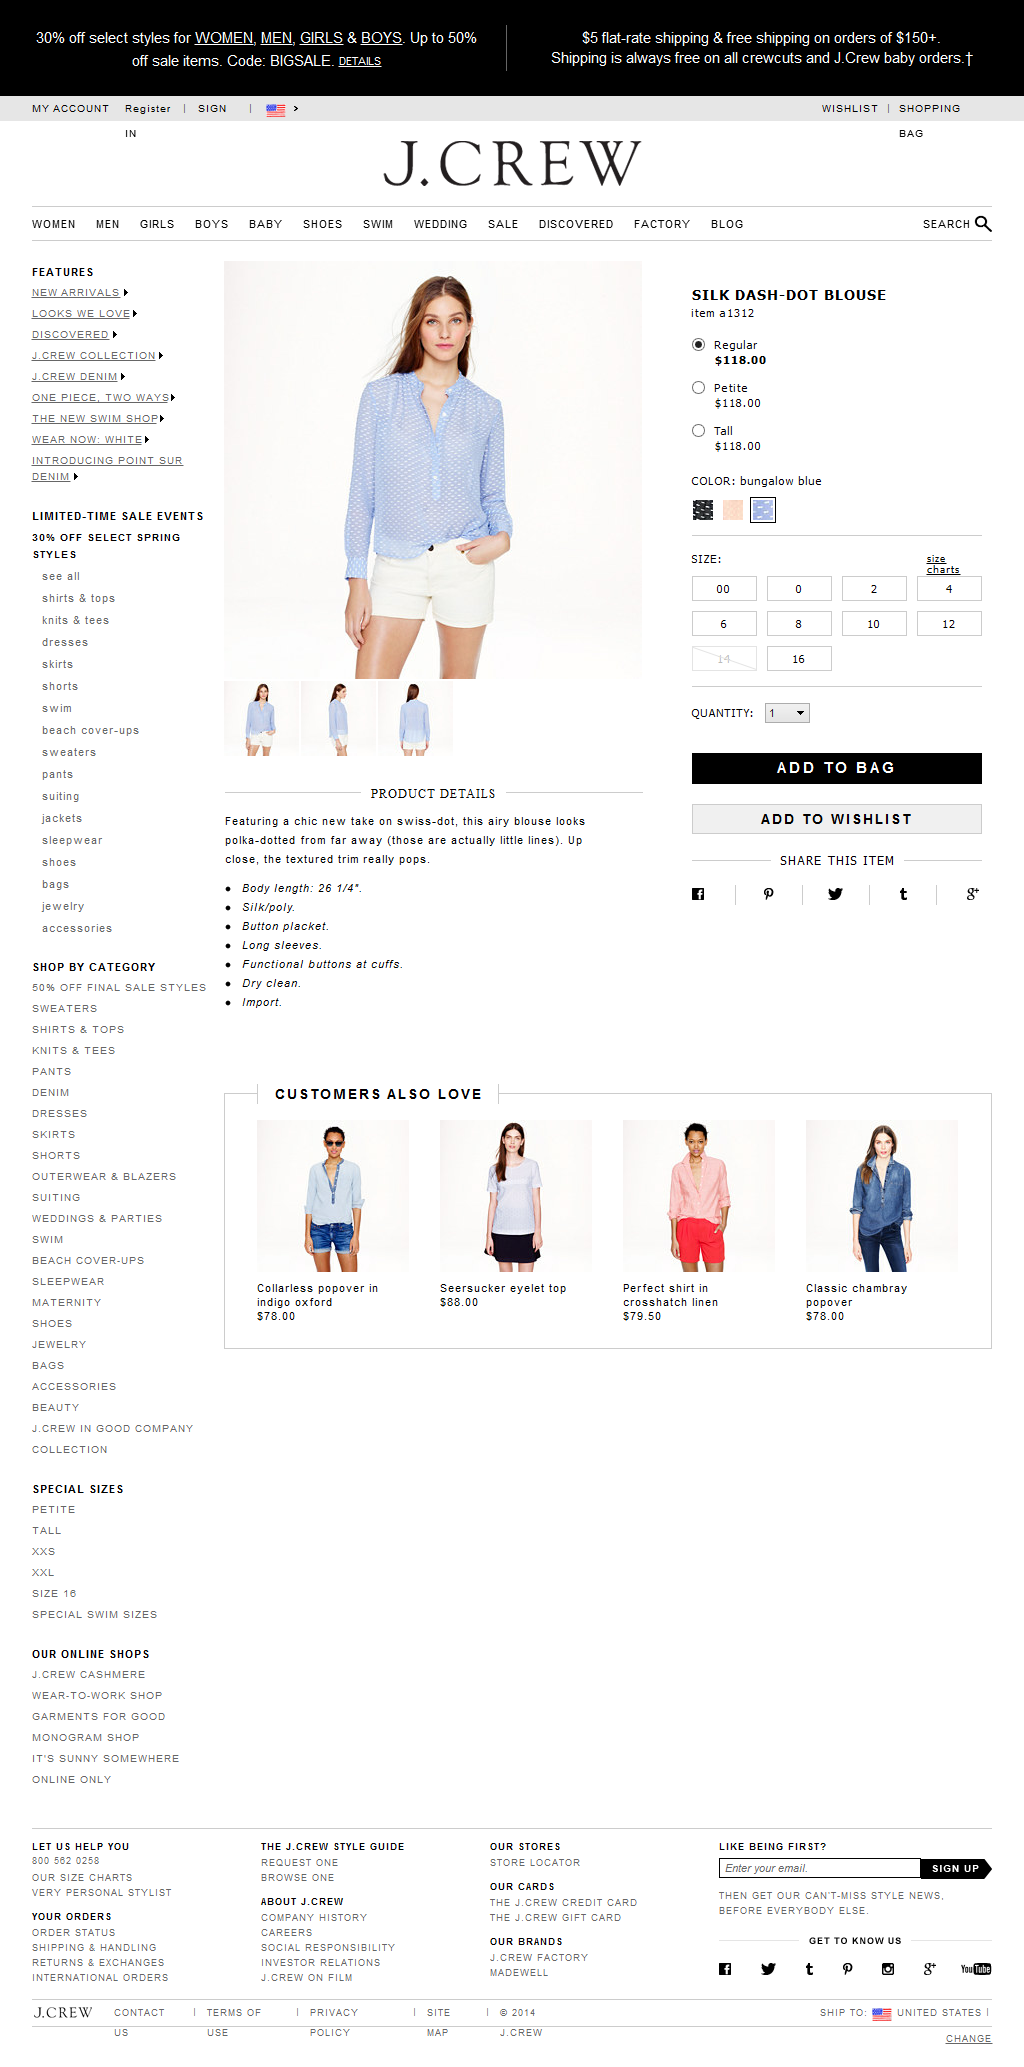 30% off select styles for WOMEN, MEN, GIRLS & BOYS. Up to 50%
off sale items. Code: BIGSALE. DETAILS
$5 flat-rate shipping & free shipping on orders of $150+.
Shipping is always free on all crewcuts and J.Crew baby orders.†
MY ACCOUNT Register | SIGN IN | WISHLIST | SHOPPING BAG
J.CREW
WOMEN MEN GIRLS BOYS BABY SHOES SWIM WEDDING SALE DISCOVERED FACTORY BLOG SEARCH
FEATURES
NEW ARRIVALS
LOOKS WE LOVE
DISCOVERED
J.CREW COLLECTION
J.CREW DENIM
ONE PIECE, TWO WAYS
THE NEW SWIM SHOP
WEAR NOW: WHITE
INTRODUCING POINT SUR
DENIM
LIMITED-TIME SALE EVENTS
30% OFF SELECT SPRING
STYLES
see all
shirts & tops
knits & tees
dresses
skirts
shorts
swim
beach cover-ups
sweaters
pants
suiting
jackets
sleepwear
shoes
bags
jewelry
accessories
SHOP BY CATEGORY
50% OFF FINAL SALE STYLES
SWEATERS
SHIRTS & TOPS
KNITS & TEES
PANTS
DENIM
DRESSES
SKIRTS
SHORTS
OUTERWEAR & BLAZERS
SUITING
WEDDINGS & PARTIES
SWIM
BEACH COVER-UPS
SLEEPWEAR
MATERNITY
SHOES
JEWELRY
BAGS
ACCESSORIES
BEAUTY
J.CREW IN GOOD COMPANY
COLLECTION
SPECIAL SIZES
PETITE
TALL
XXS
XXL
SIZE 16
SPECIAL SWIM SIZES
OUR ONLINE SHOPS
J.CREW CASHMERE
WEAR-TO-WORK SHOP
GARMENTS FOR GOOD
MONOGRAM SHOP
IT'S SUNNY SOMEWHERE
ONLINE ONLY
SILK DASH-DOT BLOUSE
item a1312
Regular
$118.00
Petite
$118.00
Tall
$118.00
COLOR: bungalow blue
SIZE: size
charts
00 0 2 4
6 8 10 12
14 16
QUANTITY: 1
ADD TO BAG
ADD TO WISHLIST
SHARE THIS ITEM
PRODUCT DETAILS
Featuring a chic new take on swiss-dot, this airy blouse looks
polka-dotted from far away (those are actually little lines). Up
close, the textured trim really pops.
Body length: 26 1/4".
Silk/poly.
Button placket.
Long sleeves.
Functional buttons at cuffs.
Dry clean.
Import.
CUSTOMERS ALSO LOVE
Collarless popover in
indigo oxford
$78.00
Seersucker eyelet top
$88.00
Perfect shirt in
crosshatch linen
$79.50
Classic chambray
popover
$78.00
LET US HELP YOU
800 562 0258
OUR SIZE CHARTS
VERY PERSONAL STYLIST
YOUR ORDERS
ORDER STATUS
SHIPPING & HANDLING
RETURNS & EXCHANGES
INTERNATIONAL ORDERS
THE J.CREW STYLE GUIDE
REQUEST ONE
BROWSE ONE
ABOUT J.CREW
COMPANY HISTORY
CAREERS
SOCIAL RESPONSIBILITY
INVESTOR RELATIONS
J.CREW ON FILM
OUR STORES
STORE LOCATOR
OUR CARDS
THE J.CREW CREDIT CARD
THE J.CREW GIFT CARD
OUR BRANDS
J.CREW FACTORY
MADEWELL
LIKE BEING FIRST?
Enter your email. SIGN UP
THEN GET OUR CAN'T-MISS STYLE NEWS,
BEFORE EVERYBODY ELSE.
GET TO KNOW US
YouTube
J.CREW CONTACT US | TERMS OF USE | PRIVACY POLICY | SITE MAP | © 2014 J.CREW
SHIP TO: UNITED STATES |
CHANGE